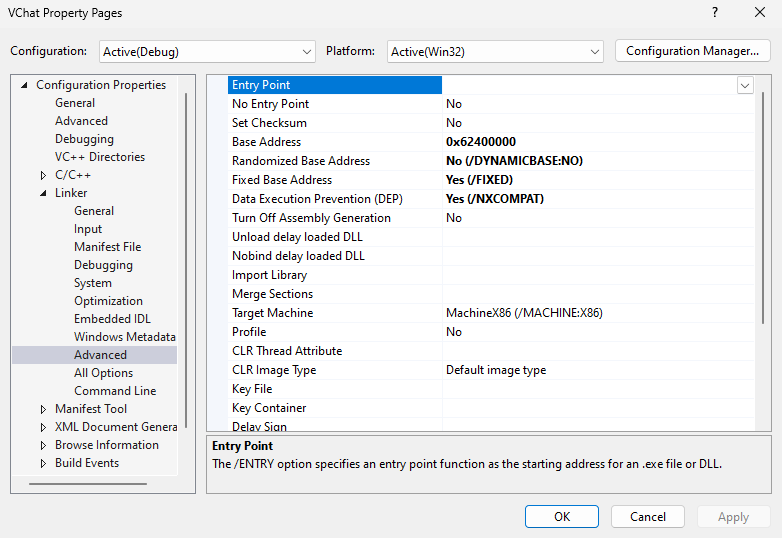 VChat Property Pages
Configuration: Active(Debug) Platform: Active(Win32) Configuration Manager...
Configuration Properties
General
Advanced
Debugging
VC++ Directories
C/C++
Linker
General
Input
Manifest File
Debugging
System
Optimization
Embedded IDL
Windows Metadata
Advanced
All Options
Command Line
Manifest Tool
XML Document Genera
Browse Information
Build Events
Entry Point
No Entry Point No
Set Checksum No
Base Address 0x62400000
Randomized Base Address No (/DYNAMICBASE:NO)
Fixed Base Address Yes (/FIXED)
Data Execution Prevention (DEP) Yes (/NXCOMPAT)
Turn Off Assembly Generation No
Unload delay loaded DLL
Nobind delay loaded DLL
Import Library
Merge Sections
Target Machine MachineX86 (/MACHINE:X86)
Profile No
CLR Thread Attribute
CLR Image Type Default image type
Key File
Key Container
Delay Sign
Entry Point
The /ENTRY option specifies an entry point function as the starting address for an .exe file or DLL.
OK Cancel Apply